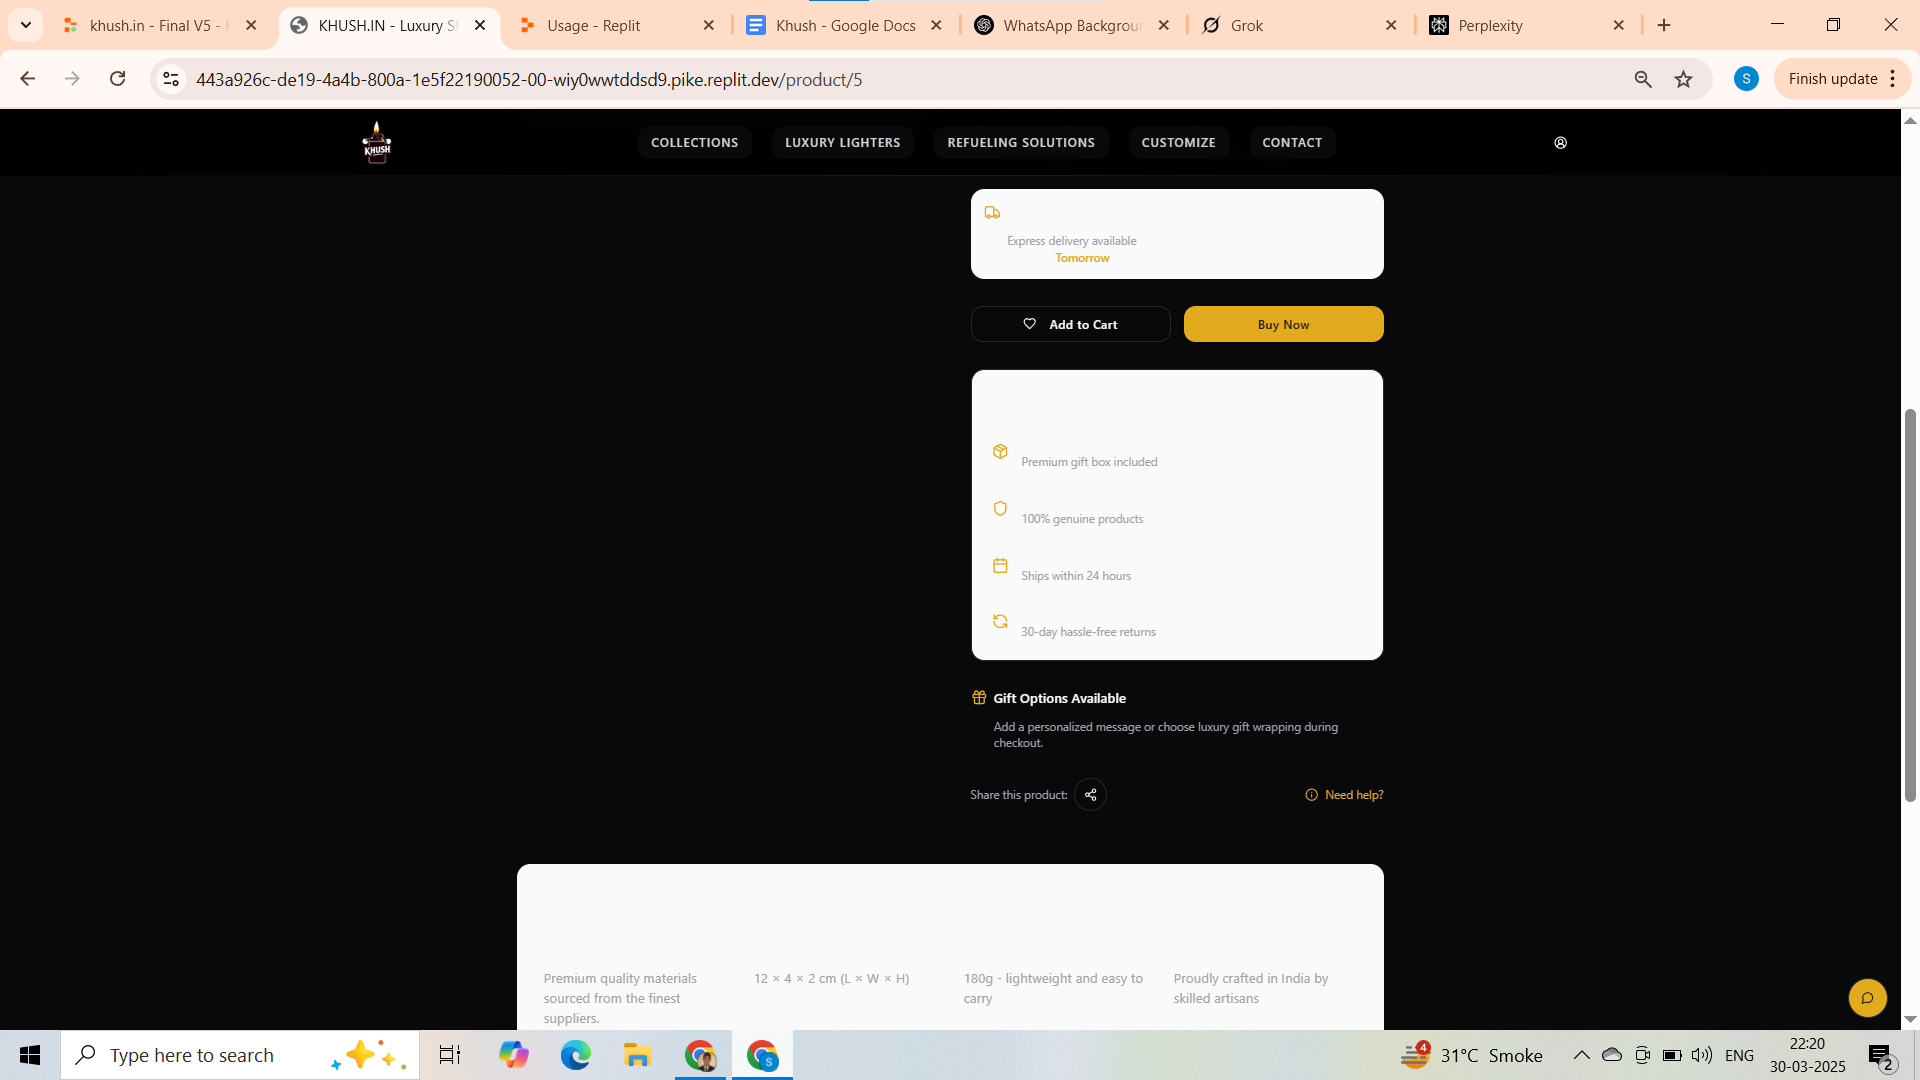 khush.in - Final V5 - R
KHUSH.IN - Luxury S
Usage - Replit
Khush - Google Docs
WhatsApp Backgroun
Grok
Perplexity
443a926c-de19-4a4b-800a-1e5f22190052-00-wiy0wwtddsd9.pike.replit.dev/product/5
S
Finish update
KHUSH
COLLECTIONS
LUXURY LIGHTERS
REFUELING SOLUTIONS
CUSTOMIZE
CONTACT
Express delivery available
Tomorrow
Add to Cart
Buy Now
Premium gift box included
100% genuine products
Ships within 24 hours
30-day hassle-free returns
Gift Options Available
Add a personalized message or choose luxury gift wrapping during
checkout.
Share this product:
Need help?
Premium quality materials
sourced from the finest
suppliers.
12 × 4 × 2 cm (L × W × H)
180g - lightweight and easy to
carry
Proudly crafted in India by
skilled artisans
Type here to search
S
4
31°C Smoke
ENG
22:20
30-03-2025
2